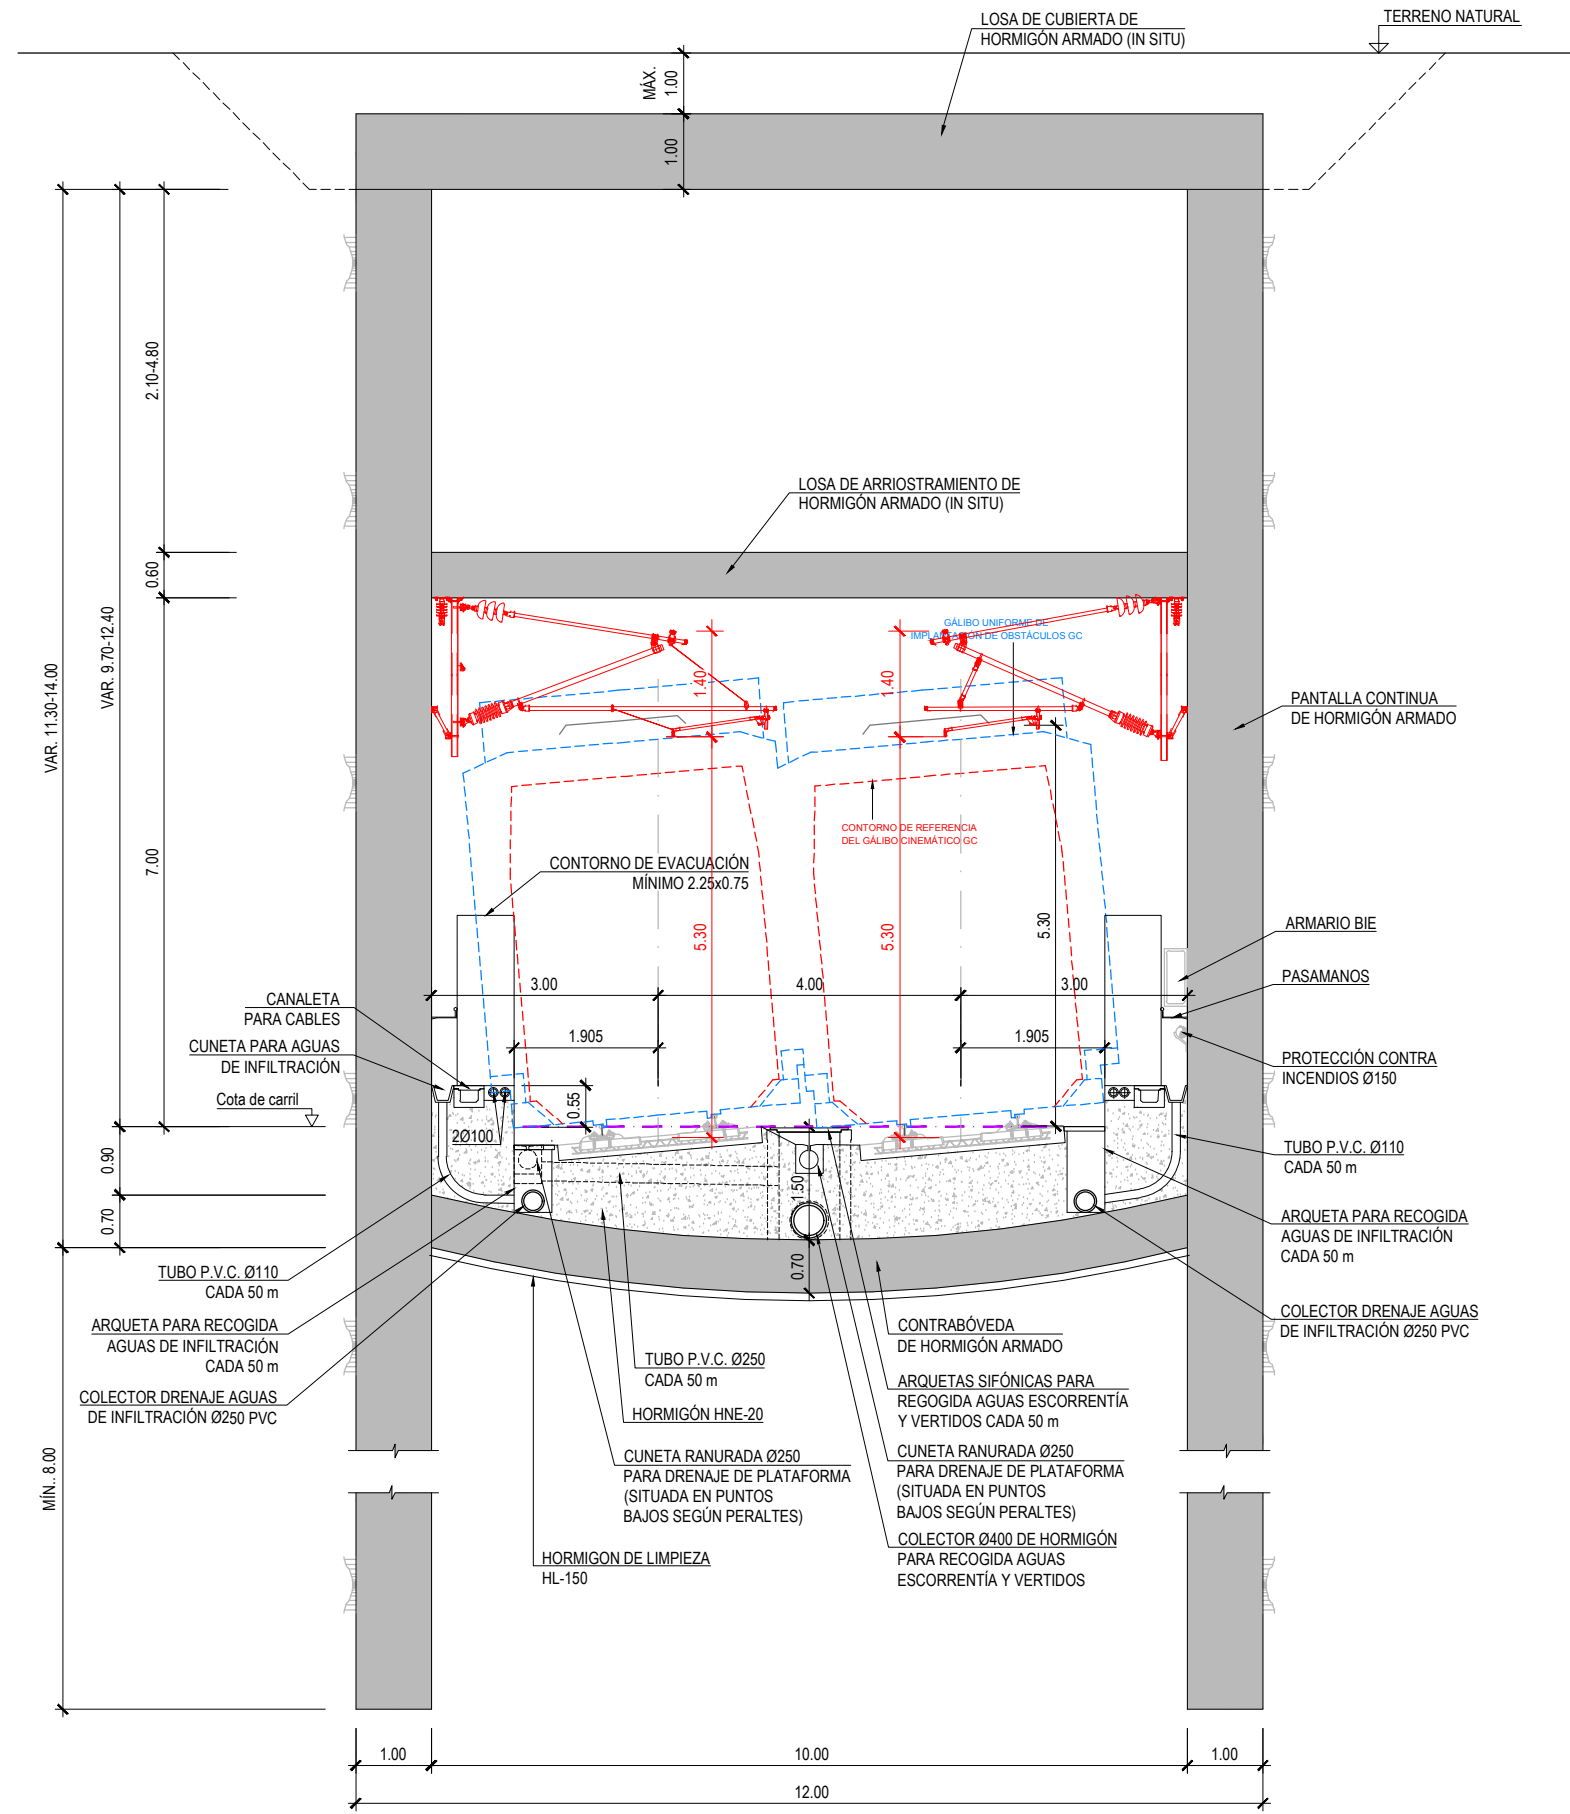 LOSA DE CUBIERTA DE
HORMIGÓN ARMADO (IN SITU)
TERRENO NATURAL
MÁX.
1.00
1.00
VAR. 11.30-14.00
VAR. 9.70-12.40
2.10-4.80
LOSA DE ARRIOSTRAMIENTO DE
HORMIGÓN ARMADO (IN SITU)
0.60
GÁLIBO UNIFORME DE
IMPLANTACIÓN DE OBSTÁCULOS GC
1.40
1.40
PANTALLA CONTINUA
DE HORMIGÓN ARMADO
7.00
CONTORNO DE REFERENCIA
DEL GÁLIBO CINEMÁTICO GC
CONTORNO DE EVACUACIÓN
MÍNIMO 2.25x0.75
5.30
5.30
5.30
ARMARIO BIE
PASAMANOS
3.00
4.00
3.00
CANALETA
PARA CABLES
1.905
1.905
CUNETA PARA AGUAS
DE INFILTRACIÓN
PROTECCIÓN CONTRA
INCENDIOS Ø150
Cota de carril
0.55
2Ø100
TUBO P.V.C. Ø110
CADA 50 m
0.90
1.50
0.70
0.70
ARQUETA PARA RECOGIDA
AGUAS DE INFILTRACIÓN
CADA 50 m
TUBO P.V.C. Ø110
CADA 50 m
ARQUETA PARA RECOGIDA
AGUAS DE INFILTRACIÓN
CADA 50 m
COLECTOR DRENAJE AGUAS
DE INFILTRACIÓN Ø250 PVC
CONTRABÓVEDA
DE HORMIGÓN ARMADO
COLECTOR DRENAJE AGUAS
DE INFILTRACIÓN Ø250 PVC
TUBO P.V.C. Ø250
CADA 50 m
ARQUETAS SIFÓNICAS PARA
REGOGIDA AGUAS ESCORRENTÍA
Y VERTIDOS CADA 50 m
HORMIGÓN HNE-20
CUNETA RANURADA Ø250
PARA DRENAJE DE PLATAFORMA
(SITUADA EN PUNTOS
BAJOS SEGÚN PERALTES)
CUNETA RANURADA Ø250
PARA DRENAJE DE PLATAFORMA
(SITUADA EN PUNTOS
BAJOS SEGÚN PERALTES)
MÍN.. 8.00
HORMIGON DE LIMPIEZA
HL-150
COLECTOR Ø400 DE HORMIGÓN
PARA RECOGIDA AGUAS
ESCORRENTÍA Y VERTIDOS
1.00
10.00
1.00
12.00